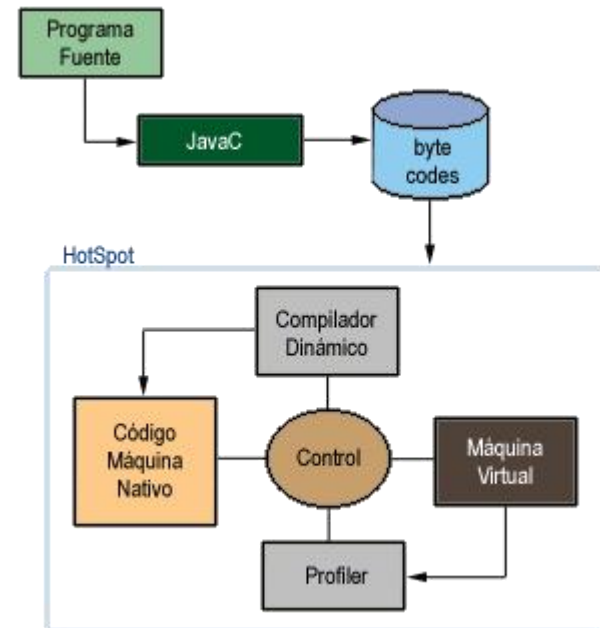 Programa
Fuente
JavaC
byte
codes
HotSpot
Compilador
Dinámico
Código
Máquina
Nativo
Control
Máquina
Virtual
Profiler